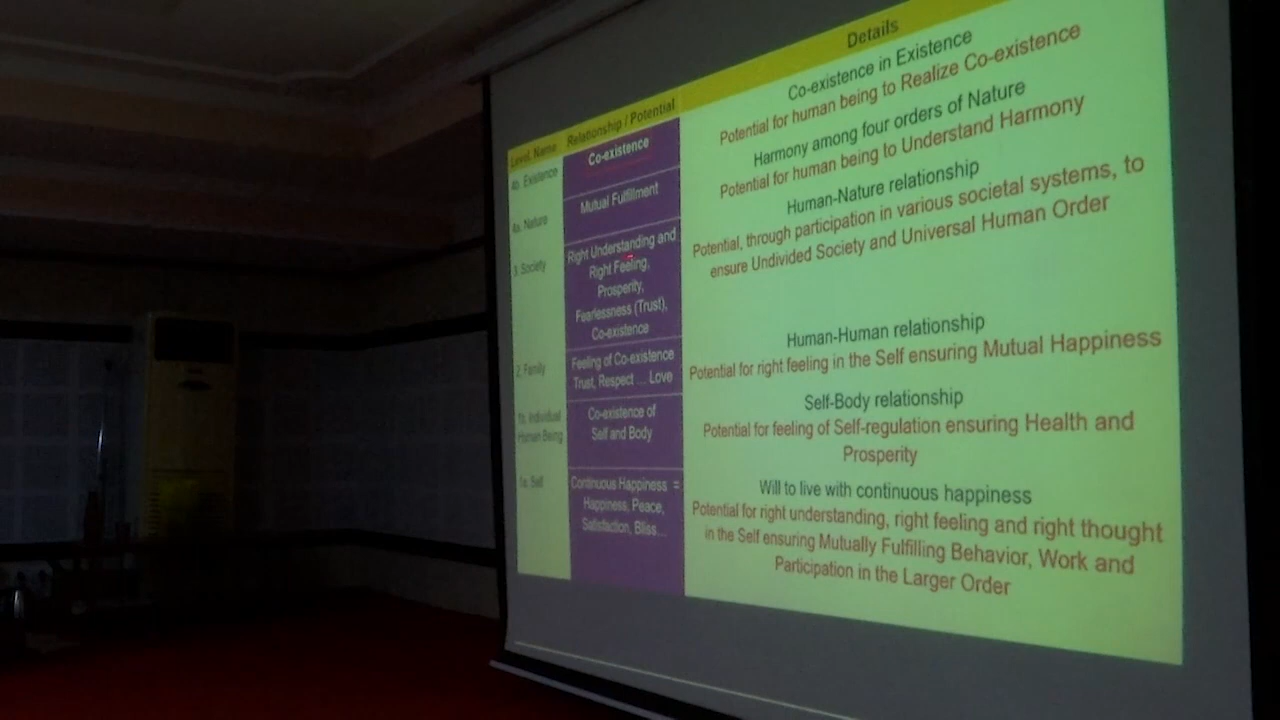 Level, Name Relationship / Potential Details
4b. Existence
Co-existence
Co-existence in Existence
Potential for human being to Realize Co-existence
4a. Nature
Mutual Fulfillment
Harmony among four orders of Nature
Potential for human being to Understand Harmony
3. Society
Right Understanding and
Right Feeling,
Prosperity,
Fearlessness (Trust),
Co-existence
Human-Nature relationship
Potential, through participation in various societal systems, to
ensure Undivided Society and Universal Human Order
2. Family
Feeling of Co-existence
Trust, Respect ... Love
Human-Human relationship
Potential for right feeling in the Self ensuring Mutual Happiness
1b. Individual
Human Being
Co-existence of
Self and Body
Self-Body relationship
Potential for feeling of Self-regulation ensuring Health and
Prosperity
1a. Self
Continuous Happiness =
Happiness, Peace,
Satisfaction, Bliss...
Will to live with continuous happiness
Potential for right understanding, right feeling and right thought
in the Self ensuring Mutually Fulfilling Behavior, Work and
Participation in the Larger Order